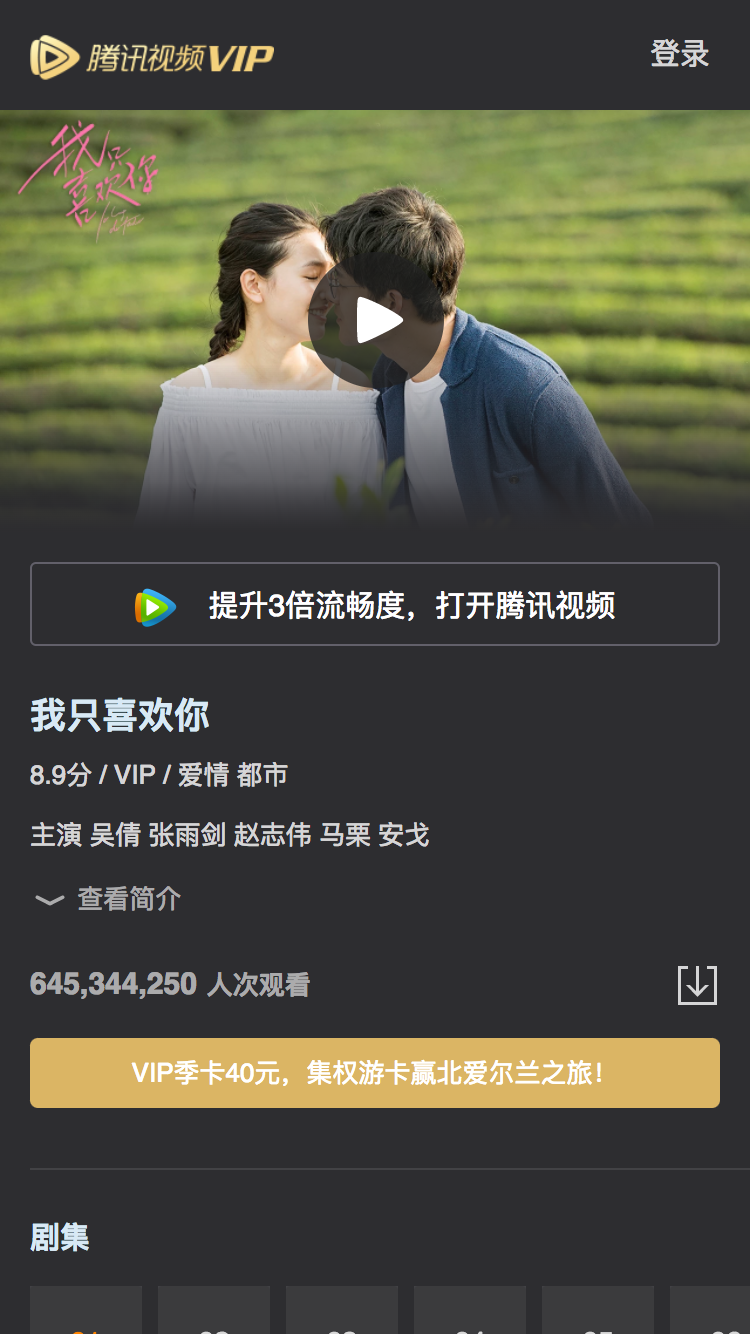 腾讯视频VIP
登录
我只
喜欢你
提升3倍流畅度，打开腾讯视频
我只喜欢你
8.9分 / VIP / 爱情 都市
主演 吴倩 张雨剑 赵志伟 马栗 安戈
查看简介
645,344,250 人次观看
VIP季卡40元，集权游卡赢北爱尔兰之旅！
剧集